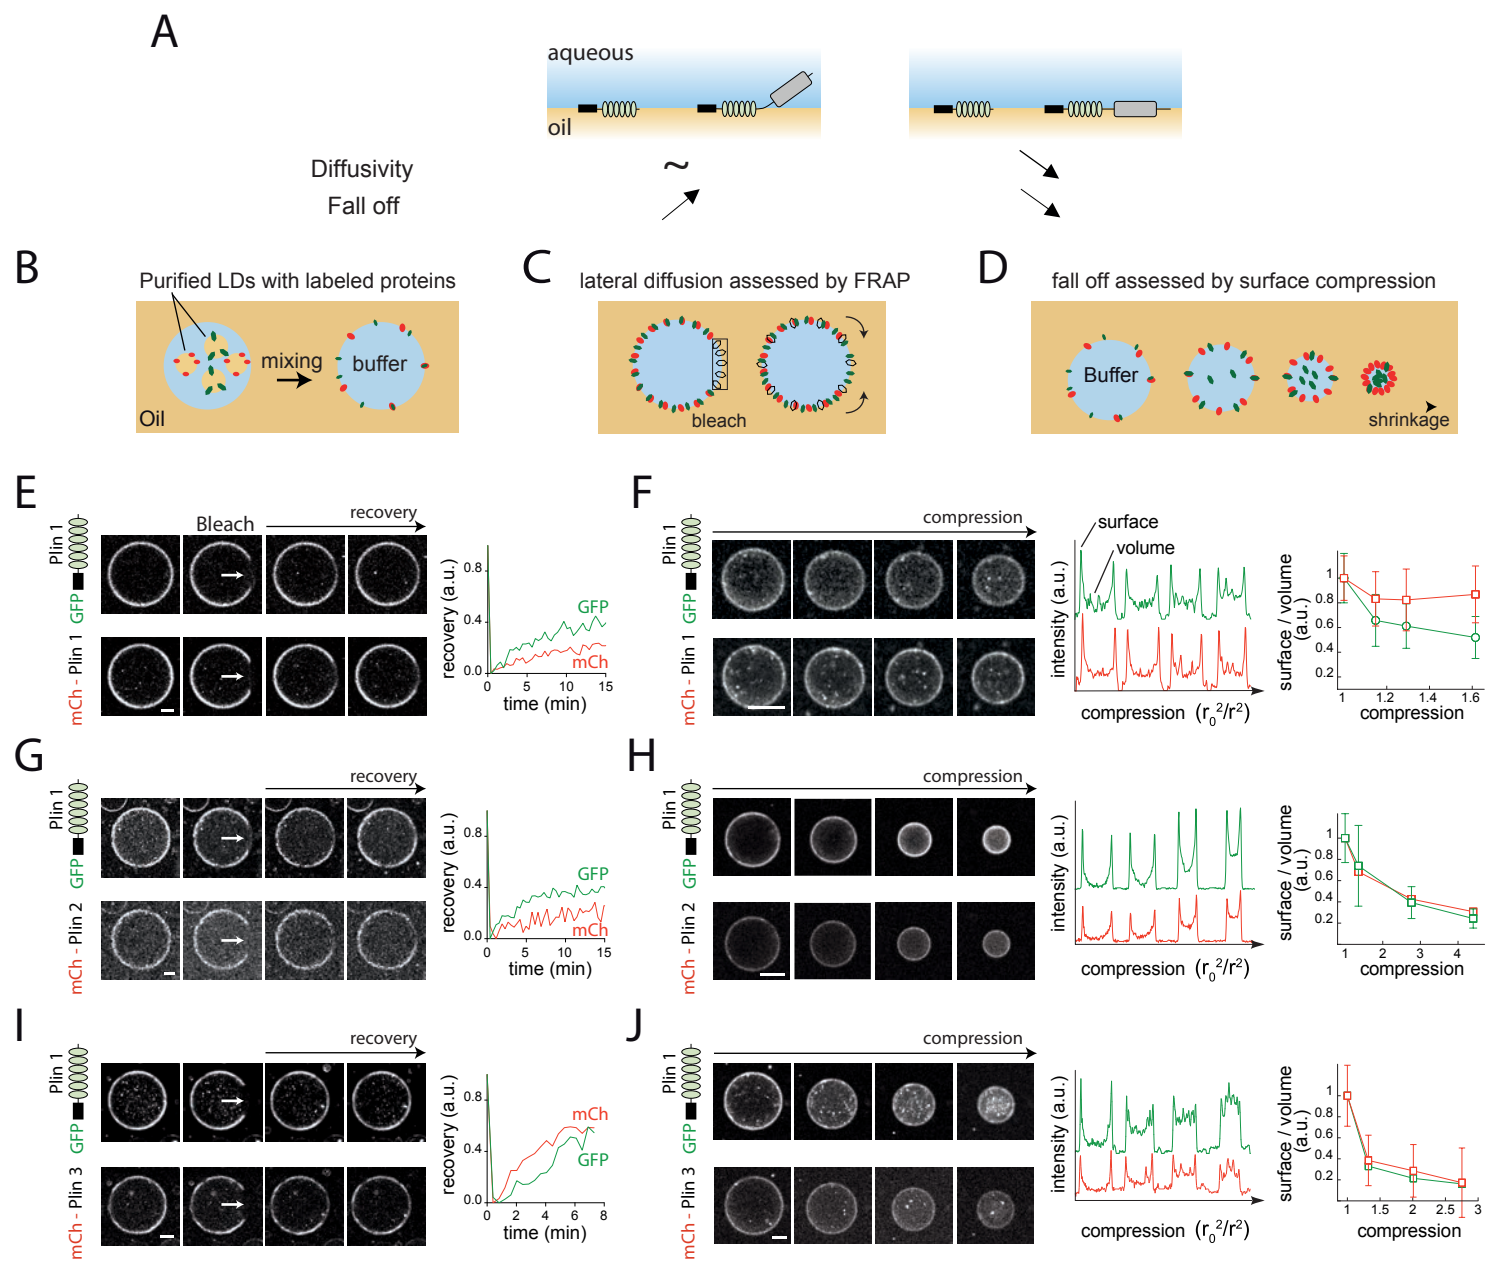 A
aqueous
oil
Diffusivity
~
Fall off
B
Purified LDs with labeled proteins
mixing
buffer
Oil
C
lateral diffusion assessed by FRAP
bleach
D
fall off assessed by surface compression
Buffer
shrinkage
E
GFP Plin 1
mCh - Plin 1
Bleach
recovery
recovery (a.u.)
0.8
0.4
0.0
GFP
mCh
0 5 10 15
time (min)
F
GFP Plin 1
mCh - Plin 1
compression
surface
volume
intensity (a.u.)
compression (r₀²/r²)
surface / volume
(a.u.)
1
0.8
0.6
0.4
0.2
1 1.2 1.4 1.6
compression
G
GFP Plin 1
mCh - Plin 2
recovery
recovery (a.u.)
0.8
0.4
0.0
GFP
mCh
0 5 10 15
time (min)
H
GFP Plin 1
mCh - Plin 2
compression
intensity (a.u.)
compression (r₀²/r²)
surface / volume
(a.u.)
1
0.8
0.6
0.4
0.2
1 2 3 4
compression
I
GFP Plin 1
mCh - Plin 3
recovery
recovery (a.u.)
0.8
0.4
0.0
mCh
GFP
0 2 4 6 8
time (min)
J
GFP Plin 1
mCh - Plin 3
compression
intensity (a.u.)
compression (r₀²/r²)
surface / volume
(a.u.)
1
0.8
0.6
0.4
0.2
1 1.5 2 2.5 3
compression